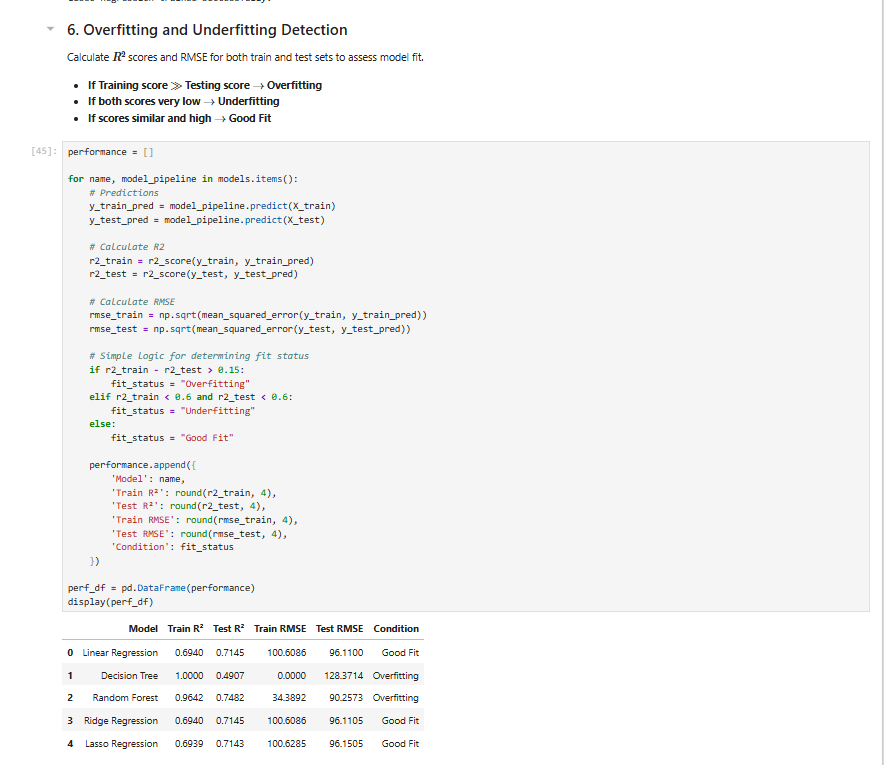 6. Overfitting and Underfitting Detection
Calculate R² scores and RMSE for both train and test sets to assess model fit.
• If Training score ≫ Testing score → Overfitting
• If both scores very low → Underfitting
• If scores similar and high → Good Fit
[45]: performance = []
for name, model_pipeline in models.items():
    # Predictions
    y_train_pred = model_pipeline.predict(X_train)
    y_test_pred = model_pipeline.predict(X_test)
    # Calculate R2
    r2_train = r2_score(y_train, y_train_pred)
    r2_test = r2_score(y_test, y_test_pred)
    # Calculate RMSE
    rmse_train = np.sqrt(mean_squared_error(y_train, y_train_pred))
    rmse_test = np.sqrt(mean_squared_error(y_test, y_test_pred))
    # Simple logic for determining fit status
    if r2_train - r2_test > 0.15:
        fit_status = "Overfitting"
    elif r2_train < 0.6 and r2_test < 0.6:
        fit_status = "Underfitting"
    else:
        fit_status = "Good Fit"
    performance.append({
        'Model': name,
        'Train R²': round(r2_train, 4),
        'Test R²': round(r2_test, 4),
        'Train RMSE': round(rmse_train, 4),
        'Test RMSE': round(rmse_test, 4),
        'Condition': fit_status
    })
perf_df = pd.DataFrame(performance)
display(perf_df)
Model Train R² Test R² Train RMSE Test RMSE Condition
0 Linear Regression 0.6940 0.7145 100.6086 96.1100 Good Fit
1 Decision Tree 1.0000 0.4907 0.0000 128.3714 Overfitting
2 Random Forest 0.9642 0.7482 34.3892 90.2573 Overfitting
3 Ridge Regression 0.6940 0.7145 100.6086 96.1105 Good Fit
4 Lasso Regression 0.6939 0.7143 100.6285 96.1505 Good Fit